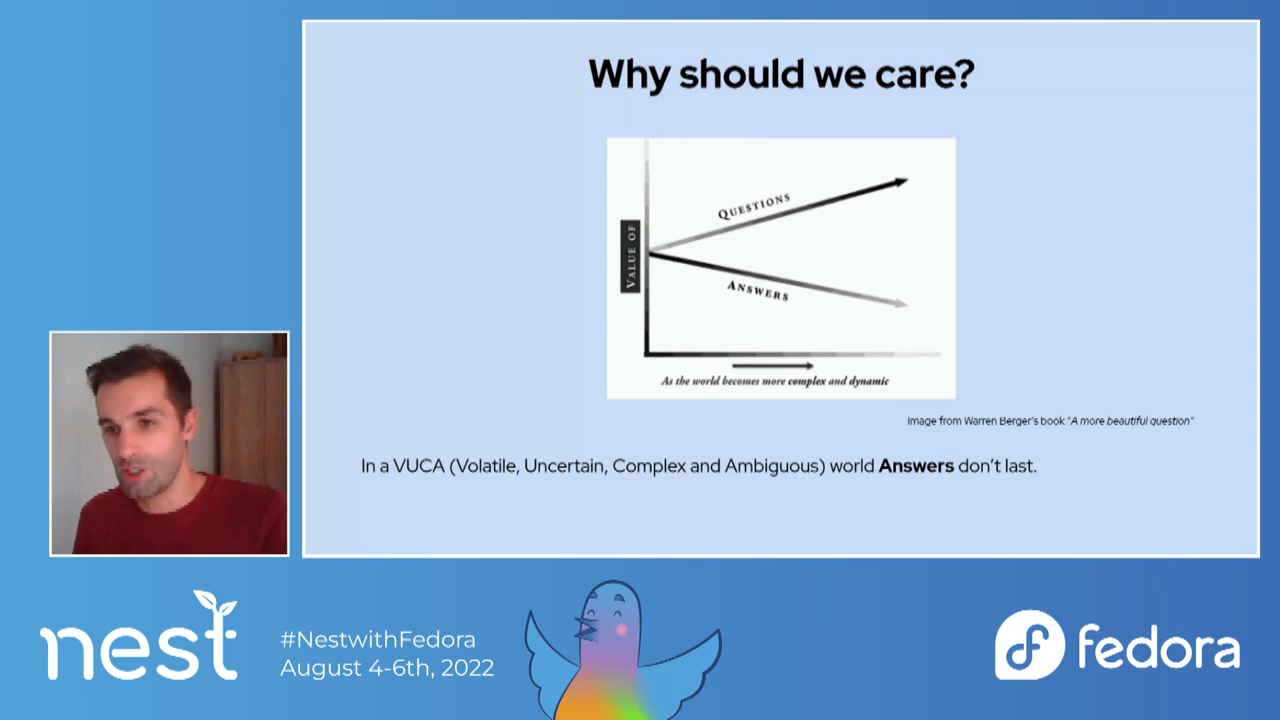 Why should we care?
VALUE OF
QUESTIONS
ANSWERS
As the world becomes more complex and dynamic
Image from Warren Berger's book "A more beautiful question"
In a VUCA (Volatile, Uncertain, Complex and Ambiguous) world Answers don't last.
nest
#NestwithFedora
August 4-6th, 2022
fedora